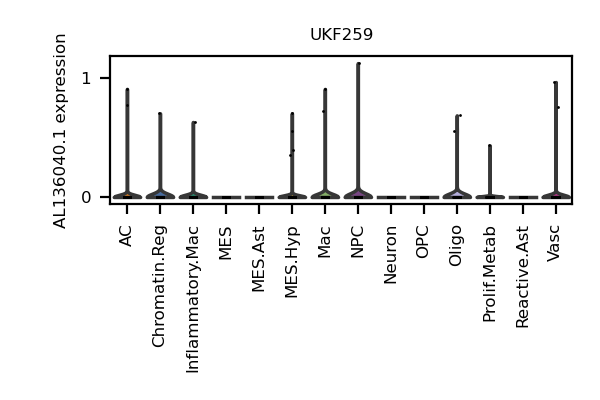 UKF259
AL136040.1 expression
1
0
AC
Chromatin.Reg
Inflammatory.Mac
MES
MES.Ast
MES.Hyp
Mac
NPC
Neuron
OPC
Oligo
Prolif.Metab
Reactive.Ast
Vasc